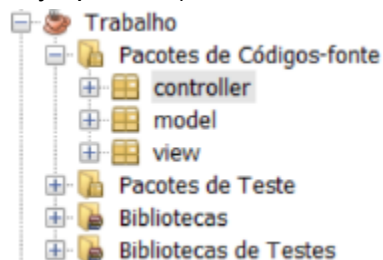 Trabalho
Pacotes de Códigos-fonte
controller
model
view
Pacotes de Teste
Bibliotecas
Bibliotecas de Testes